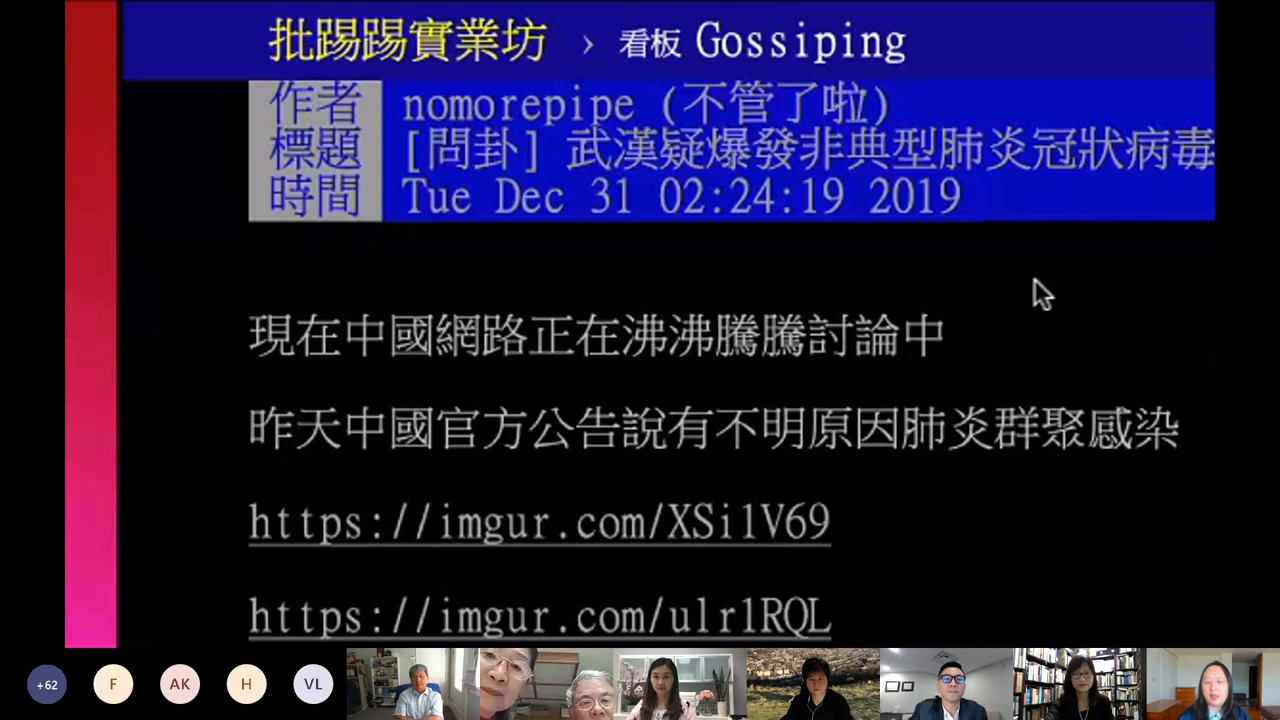 批踢踢實業坊 › 看板 Gossiping
作者 nomorepipe (不管了啦)
標題 [問卦] 武漢疑爆發非典型肺炎冠狀病毒
時間 Tue Dec 31 02:24:19 2019
現在中國網路正在沸沸騰騰討論中
昨天中國官方公告說有不明原因肺炎群聚感染
https://imgur.com/XSi1V69
https://imgur.com/ulr1RQL
+62 F AK H VL